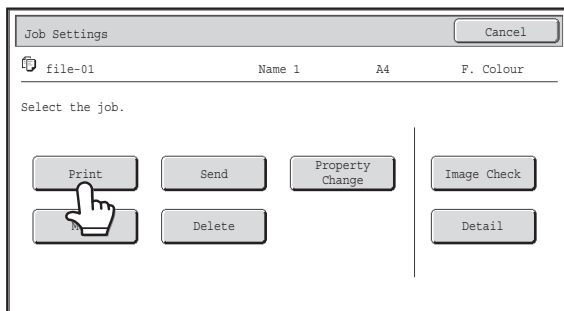 Job Settings Cancel
file-01 Name 1 A4 F. Colour
Select the job.
Print Send Property Change Image Check
Delete Detail